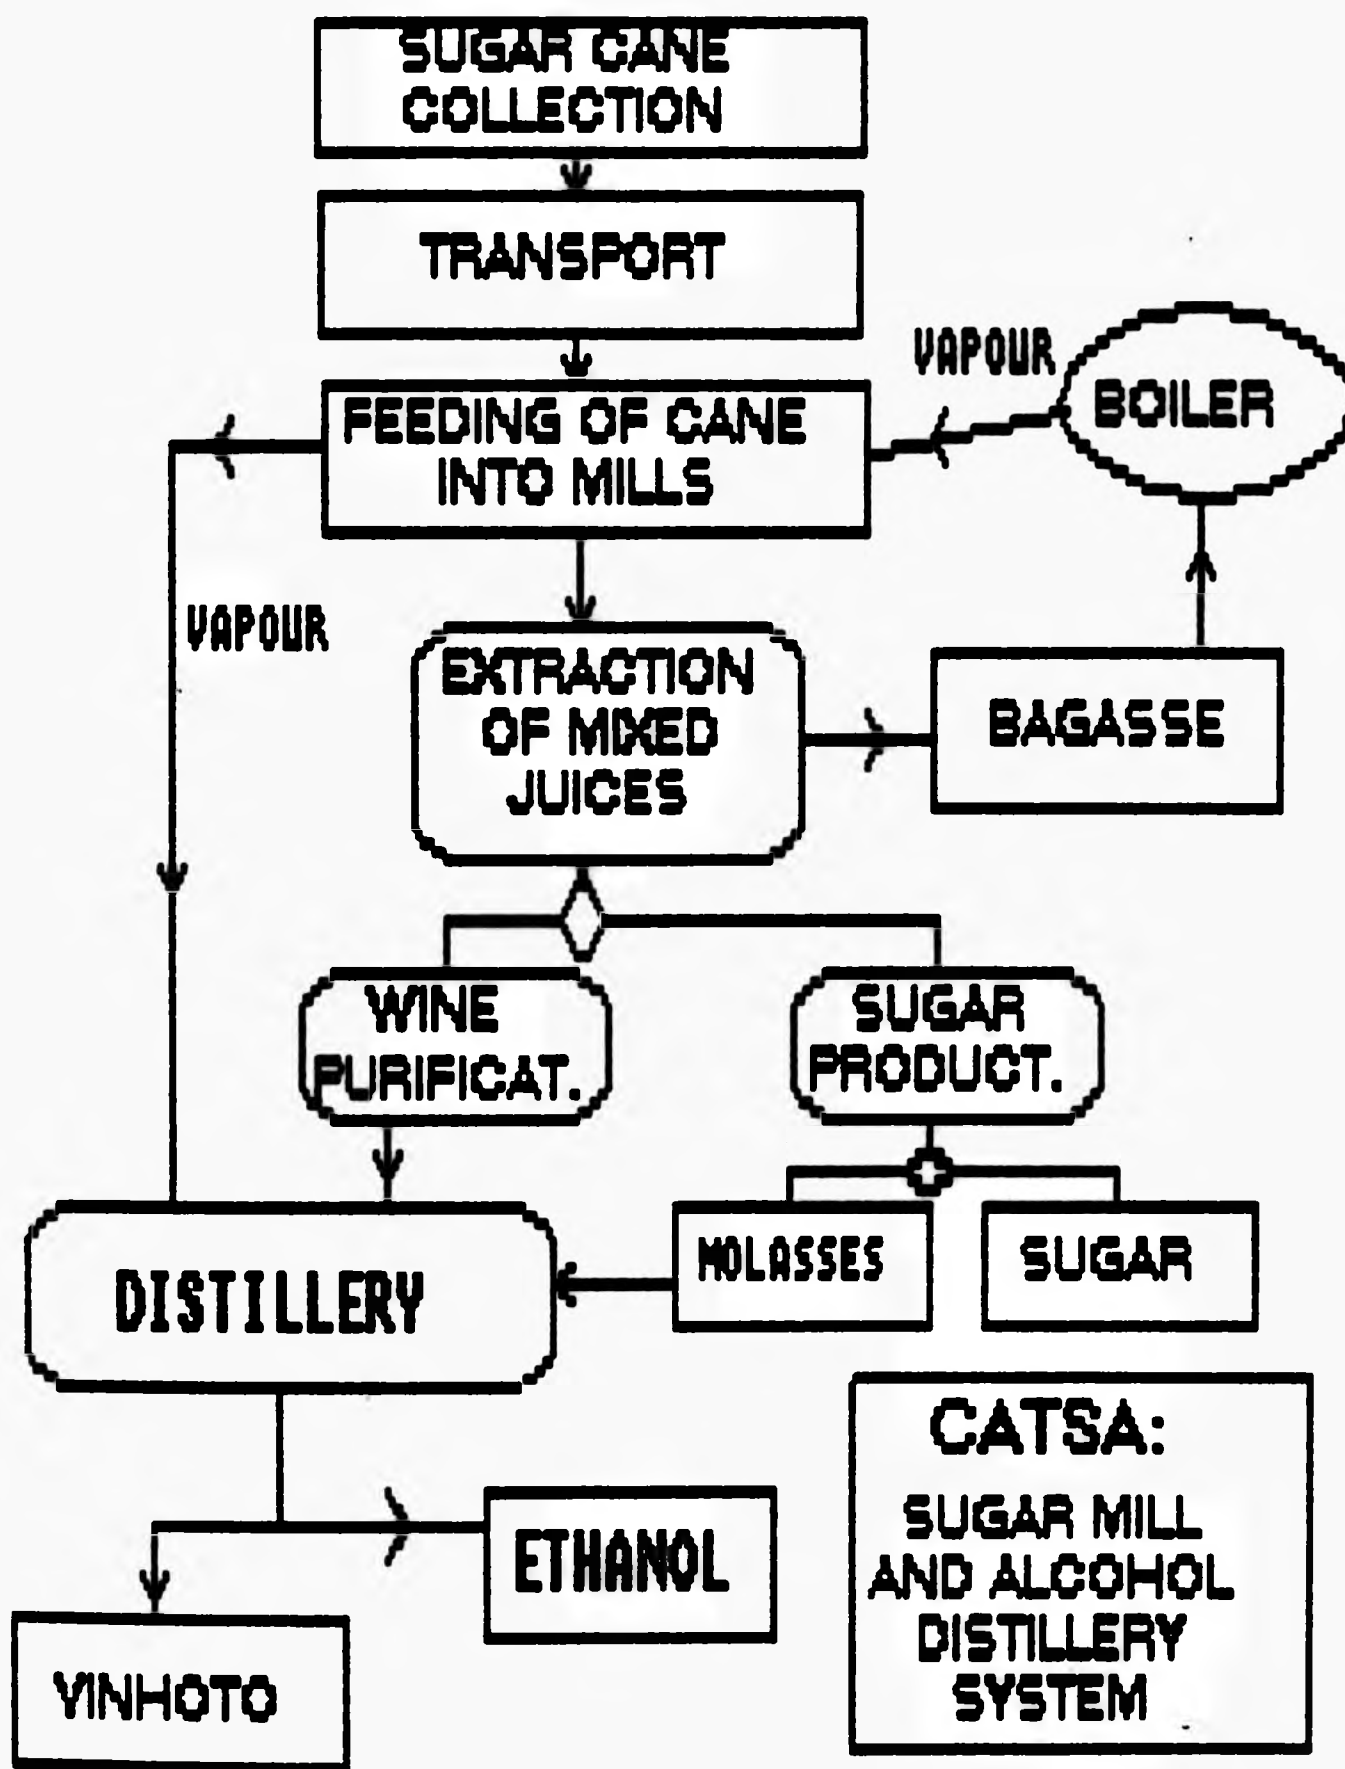 SUGAR CANE
COLLECTION
TRANSPORT
VAPOUR
BOILER
FEEDING OF CANE
INTO MILLS
VAPOUR
EXTRACTION
OF MIXED
JUICES
BAGASSE
WINE
PURIFICAT.
SUGAR
PRODUCT.
DISTILLERY
MOLASSES
SUGAR
ETHANOL
VINHOTO
CATSA:
SUGAR MILL
AND ALCOHOL
DISTILLERY
SYSTEM